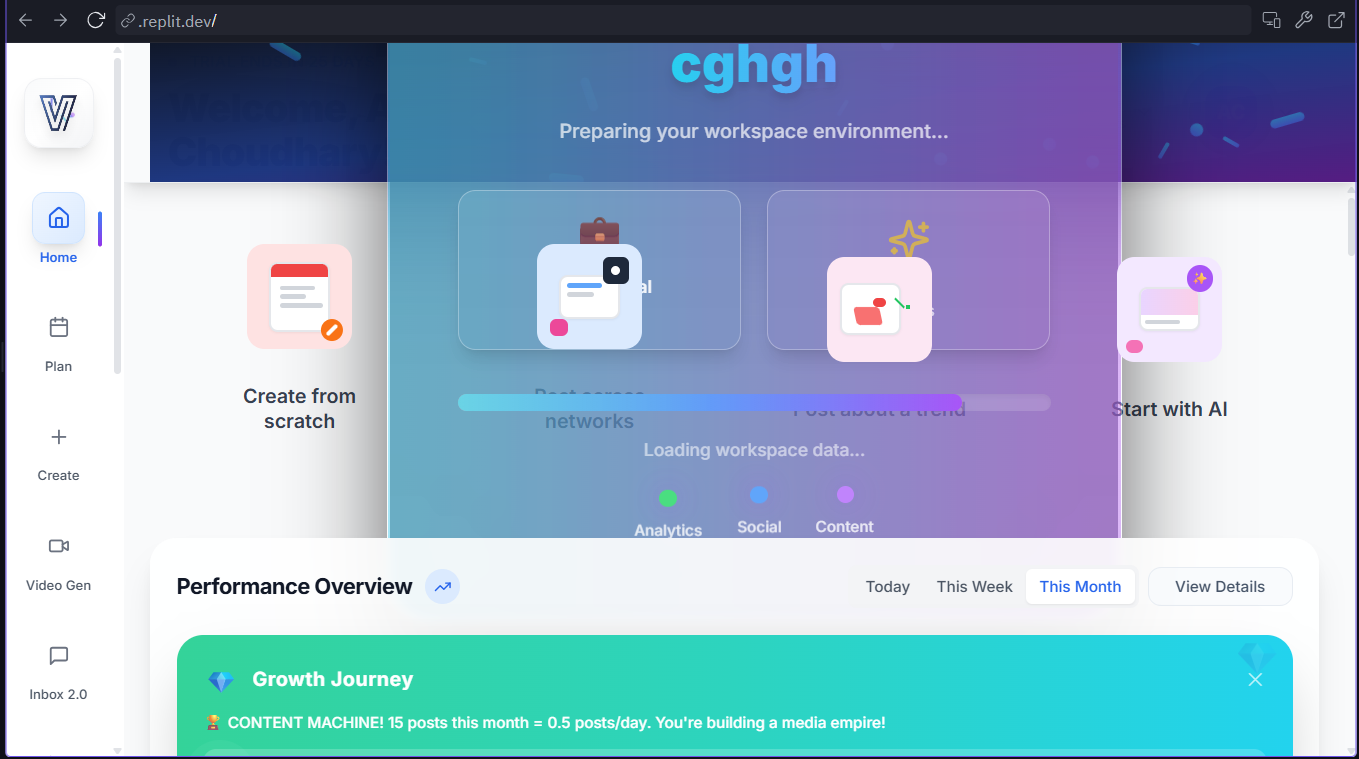 .replit.dev/
cghgh
Welcome,
Choudhary
Preparing your workspace environment...
Home
Plan
Create
Video Gen
Inbox 2.0
al
s
Create from
scratch
Post across
networks
Post about a trend
Start with AI
Loading workspace data...
Analytics
Social
Content
Performance Overview
Today
This Week
This Month
View Details
Growth Journey
🏆 CONTENT MACHINE! 15 posts this month = 0.5 posts/day. You're building a media empire!